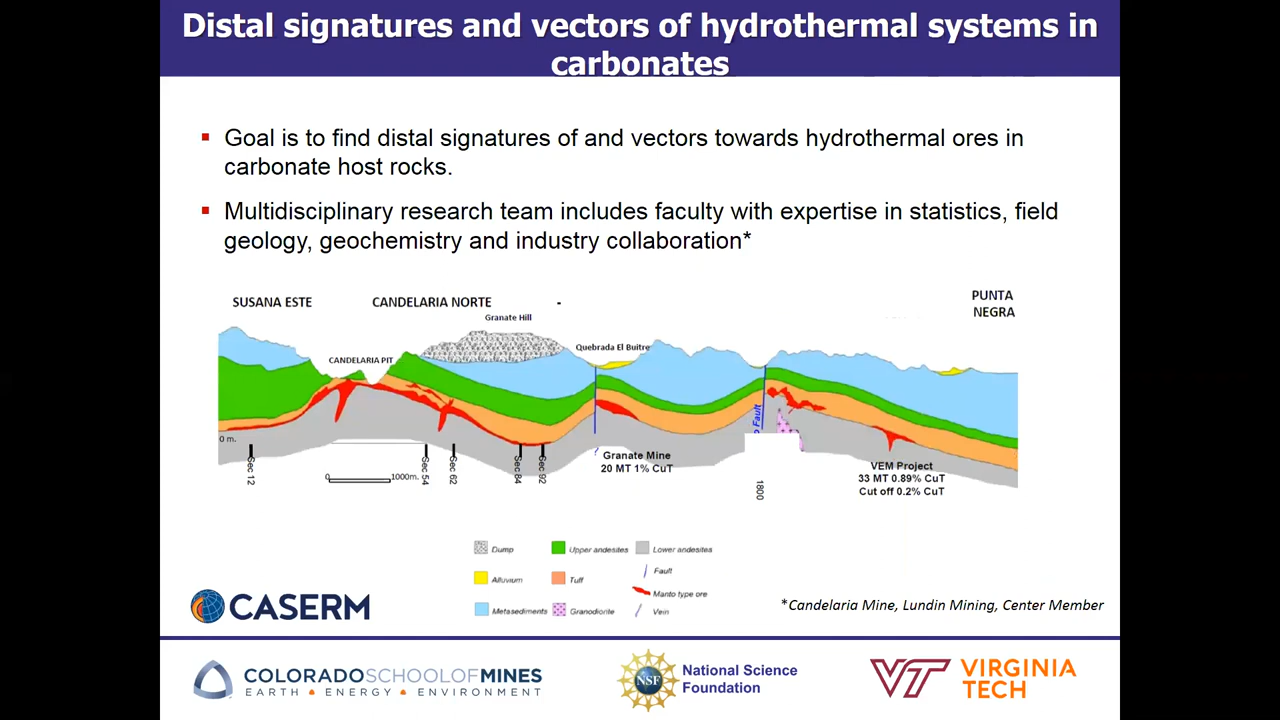 Distal signatures and vectors of hydrothermal systems in
carbonates
Goal is to find distal signatures of and vectors towards hydrothermal ores in
carbonate host rocks.
Multidisciplinary research team includes faculty with expertise in statistics, field
geology, geochemistry and industry collaboration*
SUSANA ESTE
CANDELARIA NORTE
-
PUNTA
NEGRA
Granate Hill
Quebrada El Buitre
CANDELARIA PIT
Fault
0 m.
Sec 12
0
1000m.
Sec 54
Sec 62
Sec 84
Sec 92
?
Granate Mine
20 MT 1% CuT
1800
VEM Project
33 MT 0.89% CuT
Cut off 0.2% CuT
Dump
Upper andesites
Lower andesites
Fault
Alluvium
Tuff
Manto type ore
Metasediments
Granodiorite
Vein
CASERM
*Candelaria Mine, Lundin Mining, Center Member
COLORADOSCHOOLOFMINES
EARTH • ENERGY • ENVIRONMENT
NSF
National Science
Foundation
VT
VIRGINIA
TECH